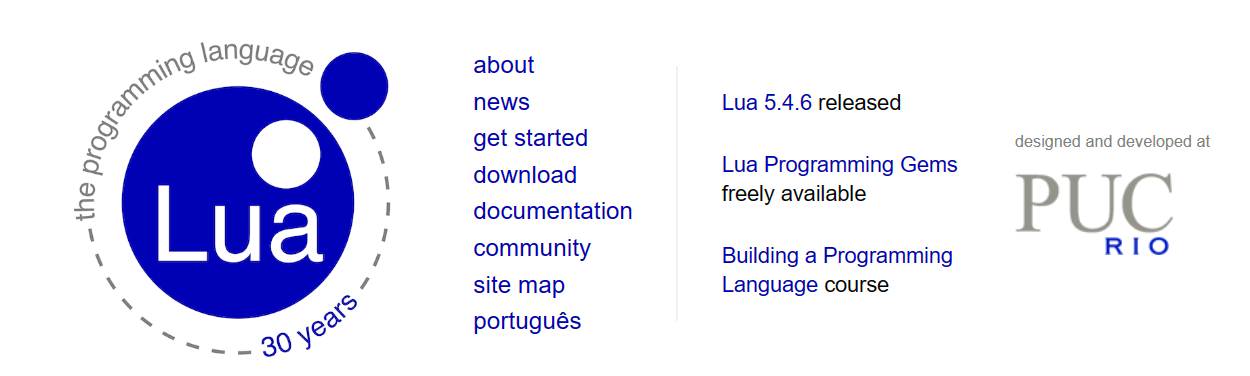 the programming language
Lua
30 years
about
news
get started
download
documentation
community
site map
português
Lua 5.4.6 released
Lua Programming Gems
freely available
Building a Programming
Language course
designed and developed at
PUC
RIO